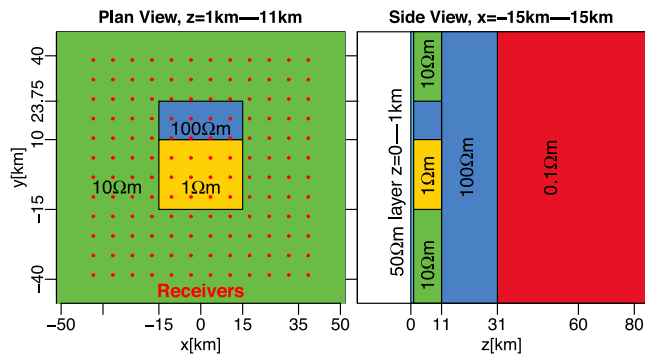 Plan View, z=1km—11km
Side View, x=−15km—15km
40
23.75
10
−15
−40
y[km]
100Ωm
10Ωm
1Ωm
Receivers
−50
−15
0
15
35
50
x[km]
50Ωm layer z=0—1km
10Ωm
1Ωm
10Ωm
100Ωm
0.1Ωm
0
11
31
60
80
z[km]